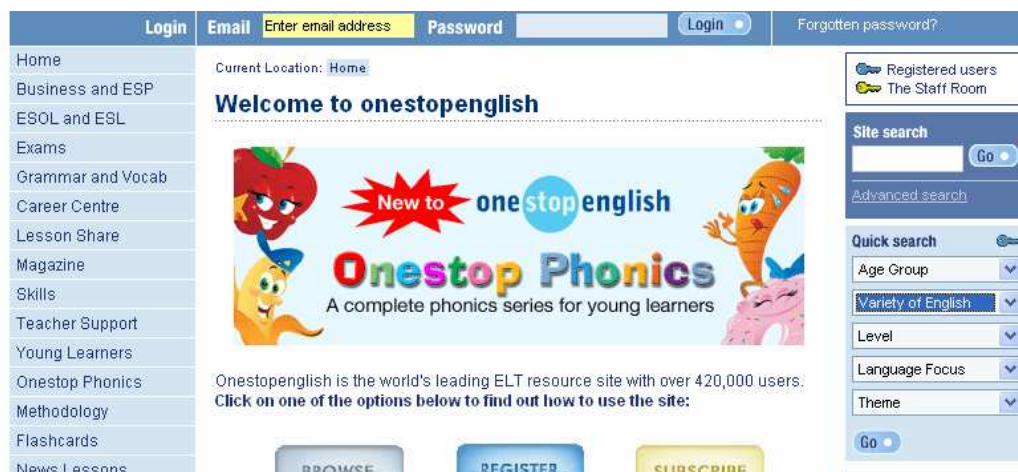 Login Email Enter email address Password Login Forgotten password?
Home
Business and ESP
ESOL and ESL
Exams
Grammar and Vocab
Career Centre
Lesson Share
Magazine
Skills
Teacher Support
Young Learners
Onestop Phonics
Methodology
Flashcards
News Lessons
Current Location: Home
Welcome to onestopenglish
New to onestopenglish
Onestop Phonics
A complete phonics series for young learners
Onestopenglish is the world's leading ELT resource site with over 420,000 users.
Click on one of the options below to find out how to use the site:
BROWSE REGISTER SUBSCRIBE
Registered users
The Staff Room
Site search
Go
Advanced search
Quick search
Age Group
Variety of English
Level
Language Focus
Theme
Go